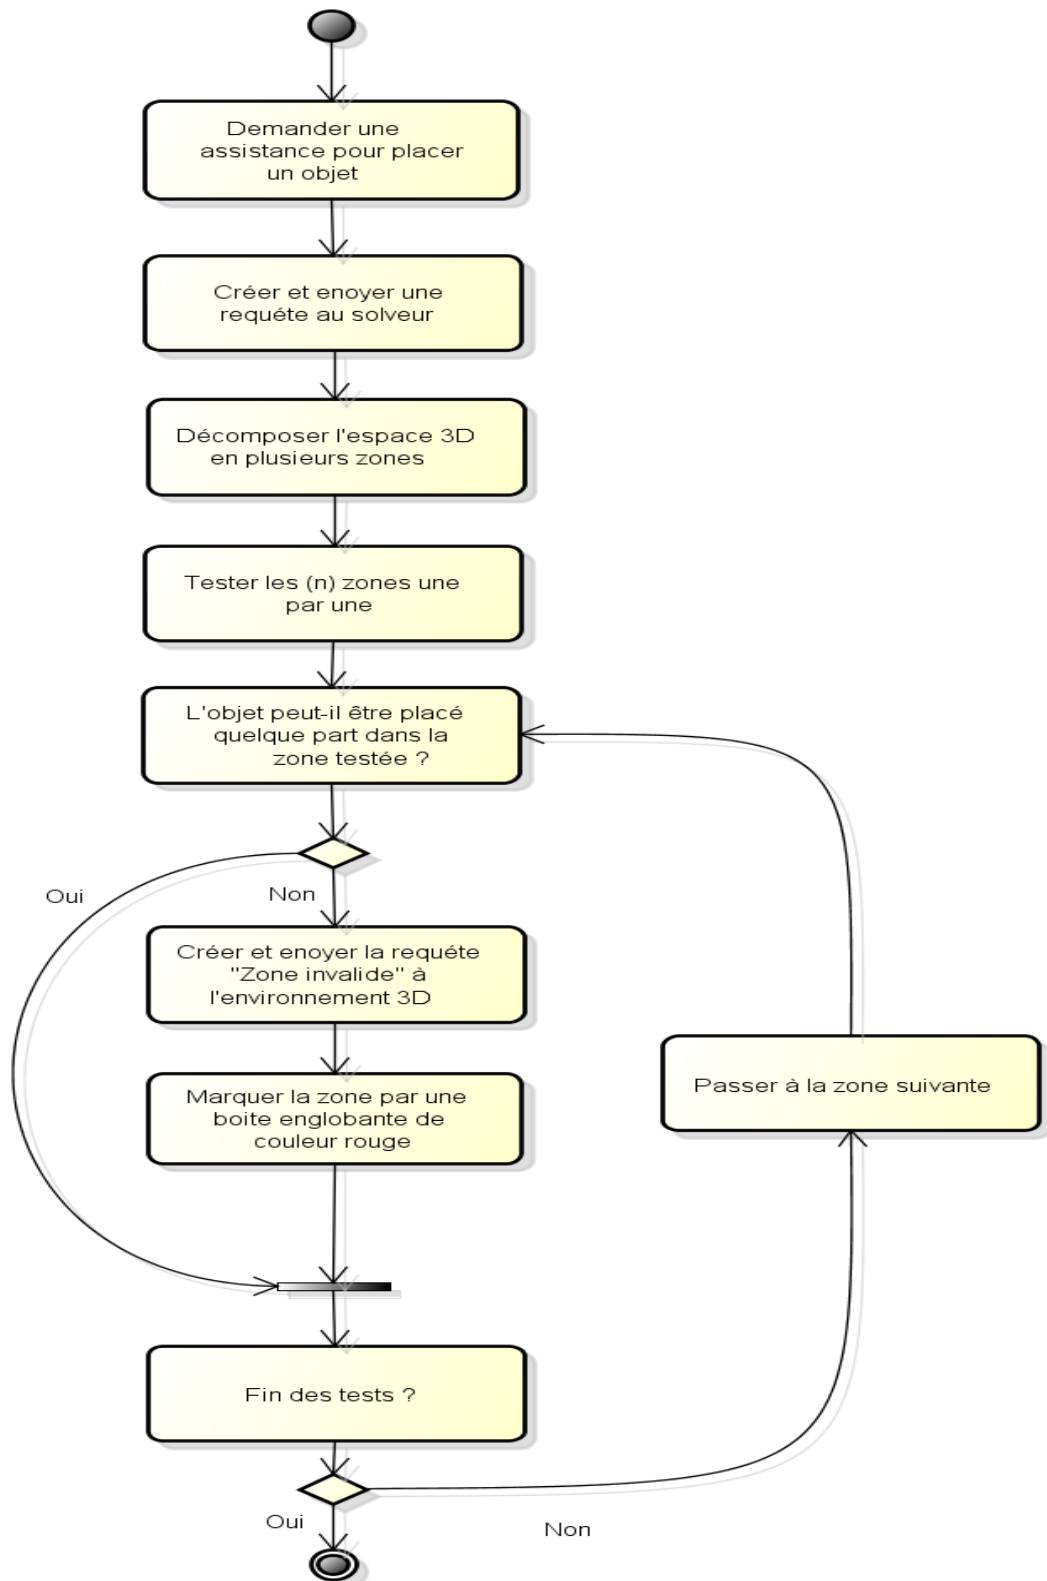 Demander une
assistance pour placer
un objet
Créer et enoyer une
requéte au solveur
Décomposer l'espace 3D
en plusieurs zones
Tester les (n) zones une
par une
L'objet peut-il être placé
quelque part dans la
zone testée ?
Oui
Non
Créer et enoyer la requéte
"Zone invalide" à
l'environnement 3D
Marquer la zone par une
boite englobante de
couleur rouge
Passer à la zone suivante
Fin des tests ?
Oui
Non